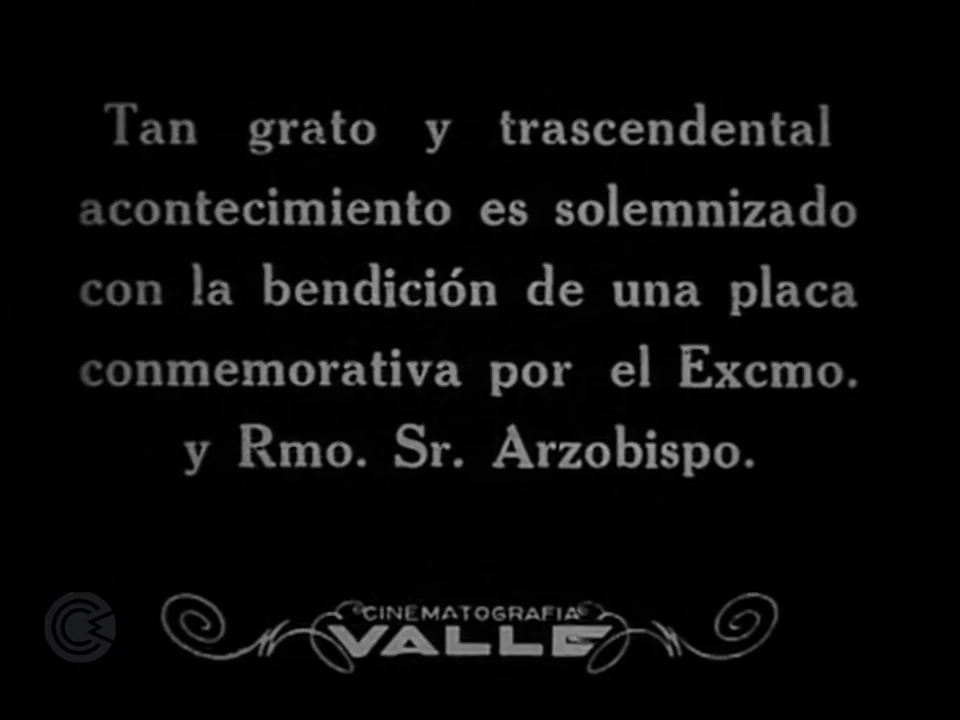 Tan grato y trascendental
acontecimiento es solemnizado
con la bendición de una placa
conmemorativa por el Excmo.
y Rmo. Sr. Arzobispo.
CINEMATOGRAFIA
VALLE